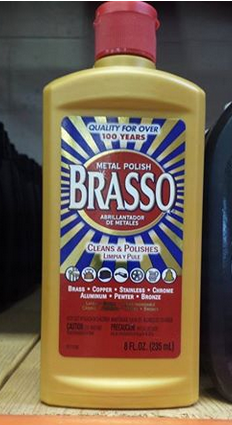 QUALITY FOR OVER
100 YEARS
METAL POLISH
BRASSO
ABRILLANTADOR
DE METALES
CLEANS & POLISHES
LIMPIA Y PULE
BRASS • COPPER • STAINLESS • CHROME
ALUMINUM • PEWTER • BRONZE
CAUTION
PRECAUCIÓN
8 FL.OZ. (235 mL)